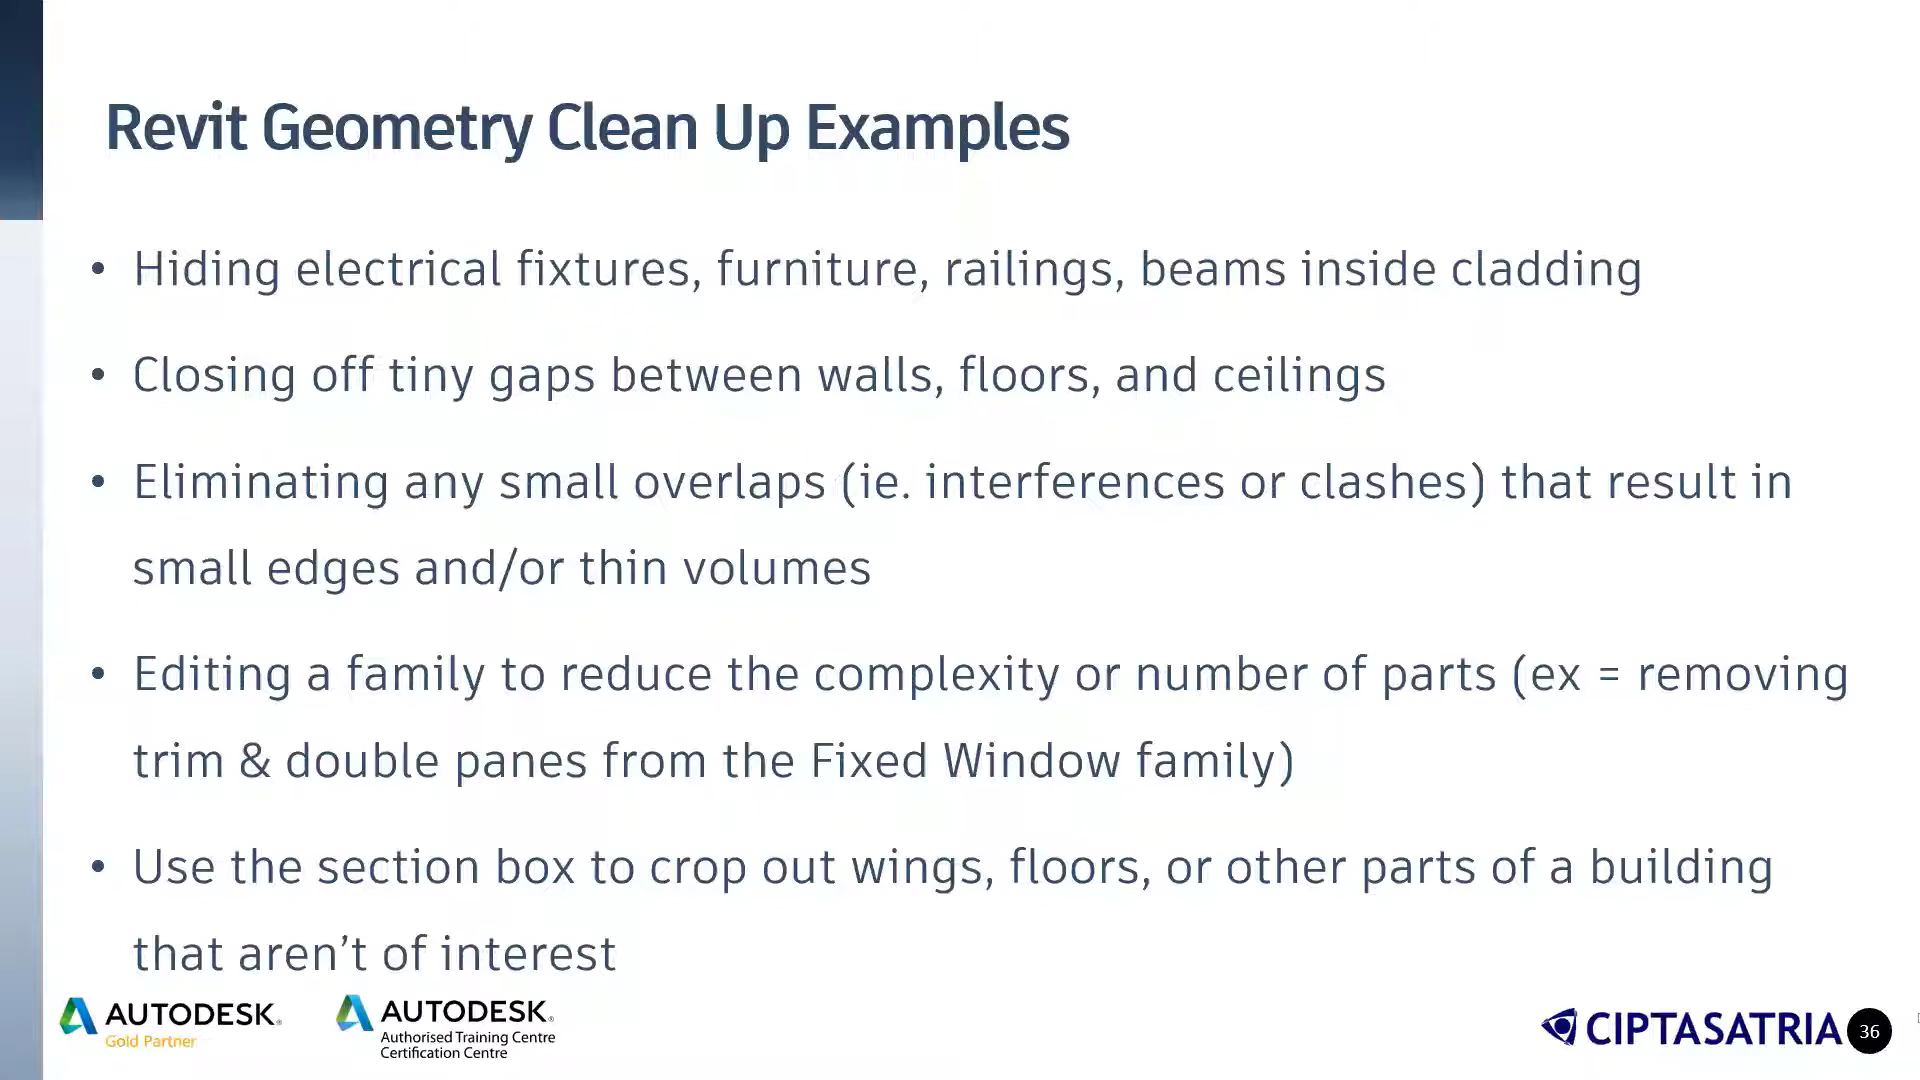 Revit Geometry Clean Up Examples
• Hiding electrical fixtures, furniture, railings, beams inside cladding
• Closing off tiny gaps between walls, floors, and ceilings
• Eliminating any small overlaps (ie. interferences or clashes) that result in
small edges and/or thin volumes
• Editing a family to reduce the complexity or number of parts (ex = removing
trim & double panes from the Fixed Window family)
• Use the section box to crop out wings, floors, or other parts of a building
that aren’t of interest
AUTODESK®
Gold Partner
AUTODESK®
Authorised Training Centre
Certification Centre
CIPTASATRIA
36